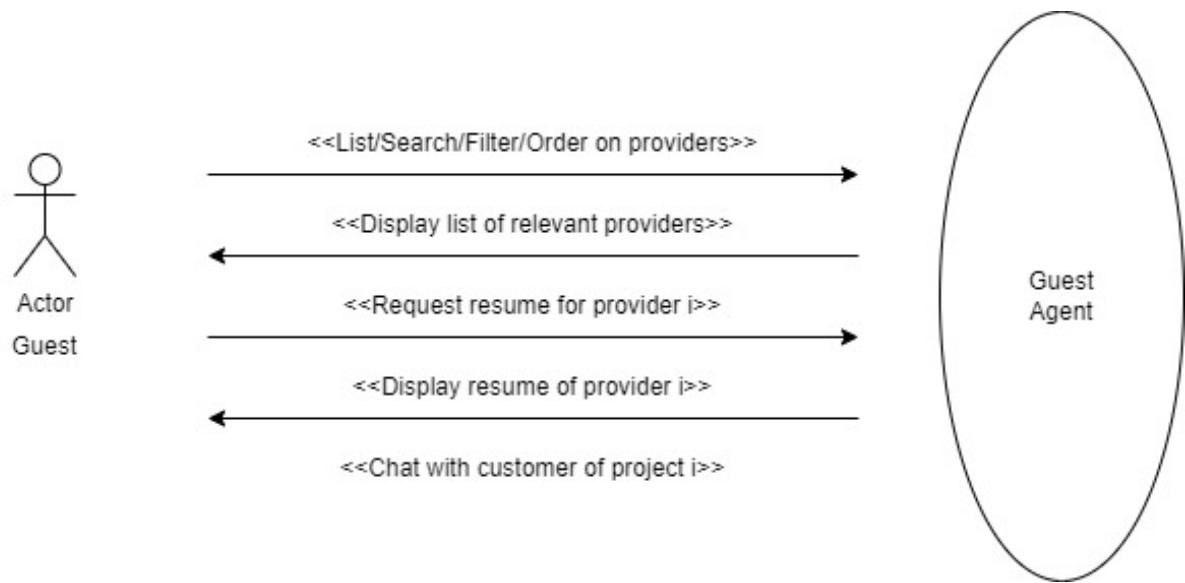 <<List/Search/Filter/Order on providers>>
<<Display list of relevant providers>>
<<Request resume for provider i>>
<<Display resume of provider i>>
<<Chat with customer of project i>>
Actor
Guest
Guest
Agent